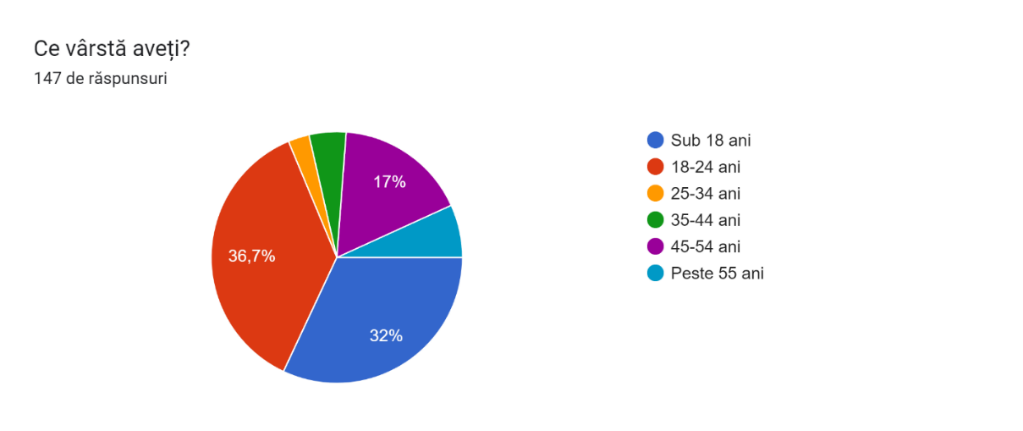 Ce vârstă aveți?
147 de răspunsuri
17%
36,7%
32%
Sub 18 ani
18-24 ani
25-34 ani
35-44 ani
45-54 ani
Peste 55 ani